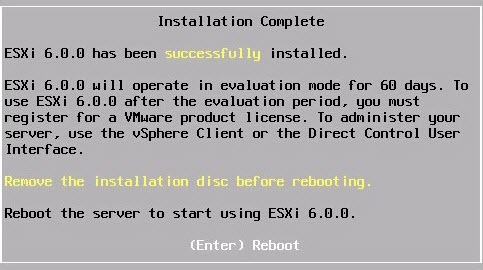 Installation Complete
ESXi 6.0.0 has been successfully installed.
ESXi 6.0.0 will operate in evaluation mode for 60 days. To
use ESXi 6.0.0 after the evaluation period, you must
register for a VMware product license. To administer your
server, use the vSphere Client or the Direct Control User
Interface.
Remove the installation disc before rebooting.
Reboot the server to start using ESXi 6.0.0.
(Enter) Reboot